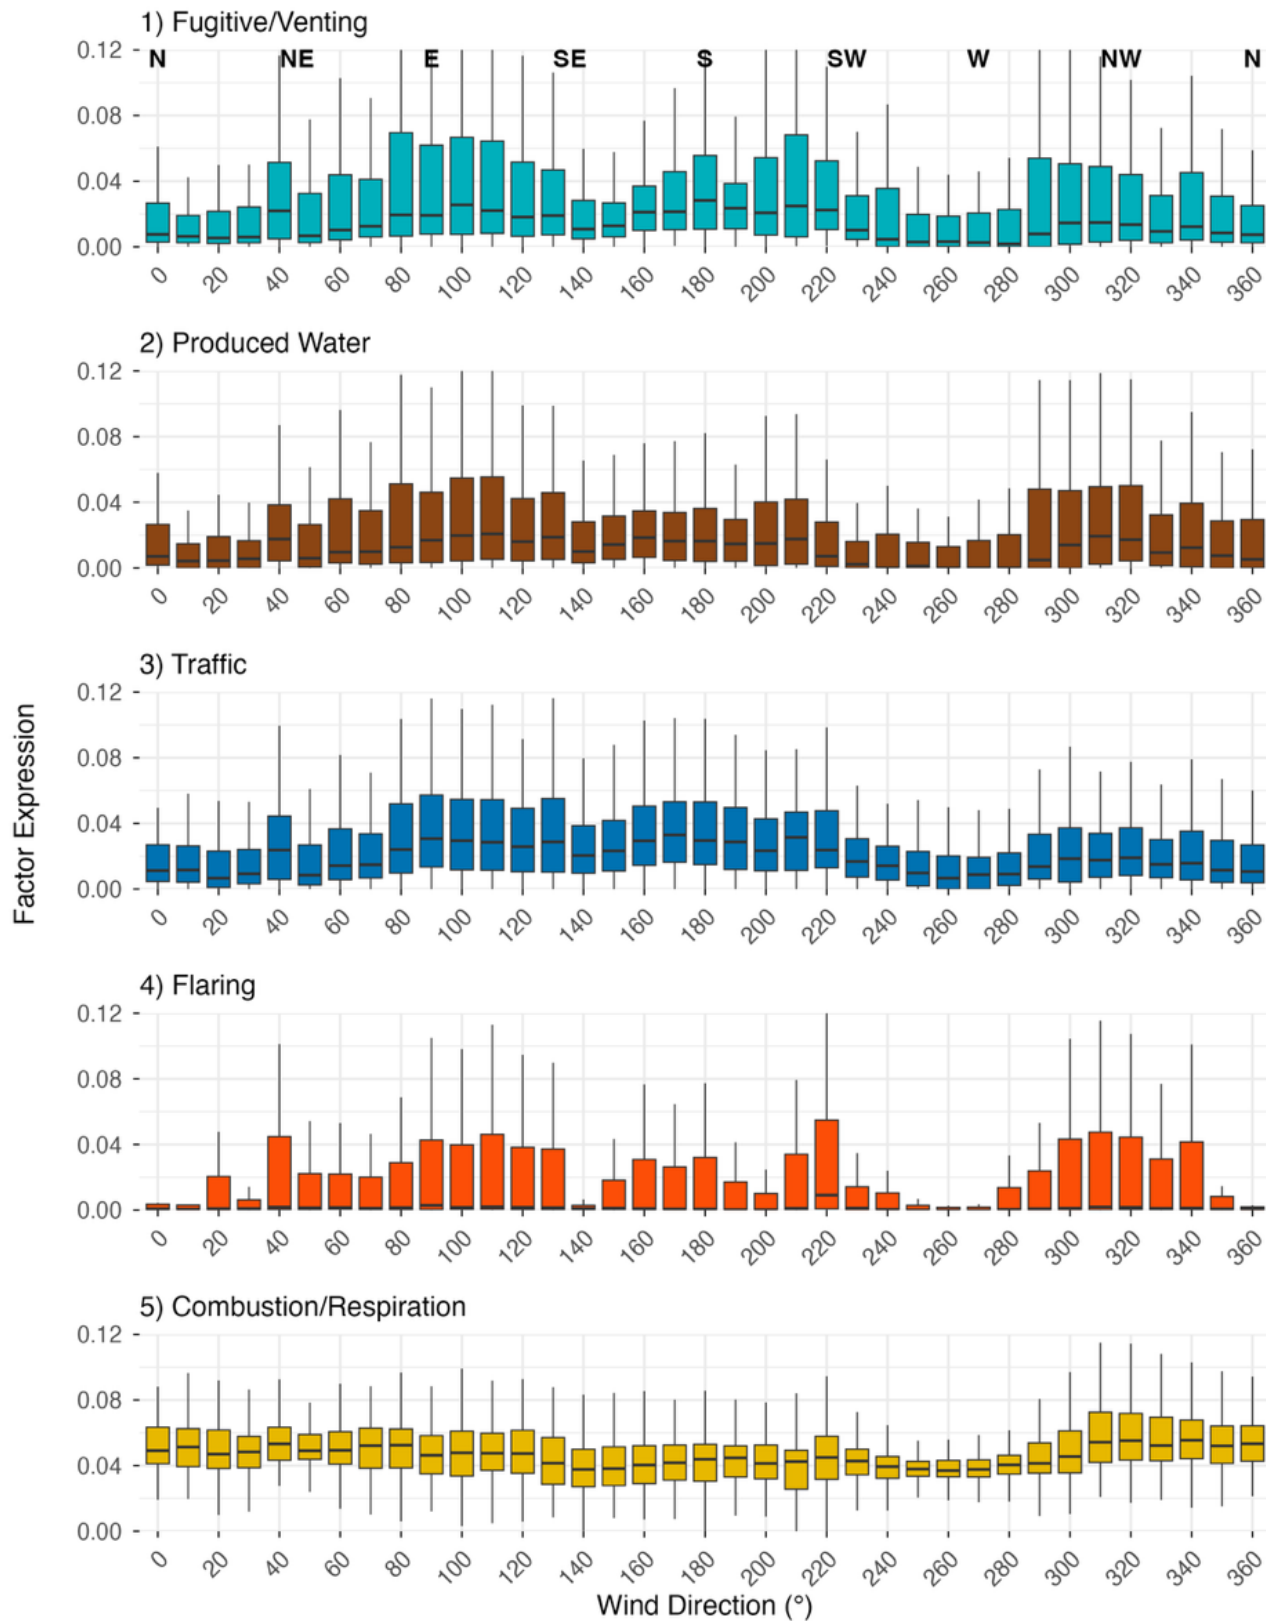 1) Fugitive/Venting
N NE E SE S SW W NW N
0.12
0.08
0.04
0.00
0 20 40 60 80 100 120 140 160 180 200 220 240 260 280 300 320 340 360
2) Produced Water
0.12
0.08
0.04
0.00
0 20 40 60 80 100 120 140 160 180 200 220 240 260 280 300 320 340 360
3) Traffic
0.12
0.08
0.04
0.00
0 20 40 60 80 100 120 140 160 180 200 220 240 260 280 300 320 340 360
Factor Expression
4) Flaring
0.12
0.08
0.04
0.00
0 20 40 60 80 100 120 140 160 180 200 220 240 260 280 300 320 340 360
5) Combustion/Respiration
0.12
0.08
0.04
0.00
0 20 40 60 80 100 120 140 160 180 200 220 240 260 280 300 320 340 360
Wind Direction (°)